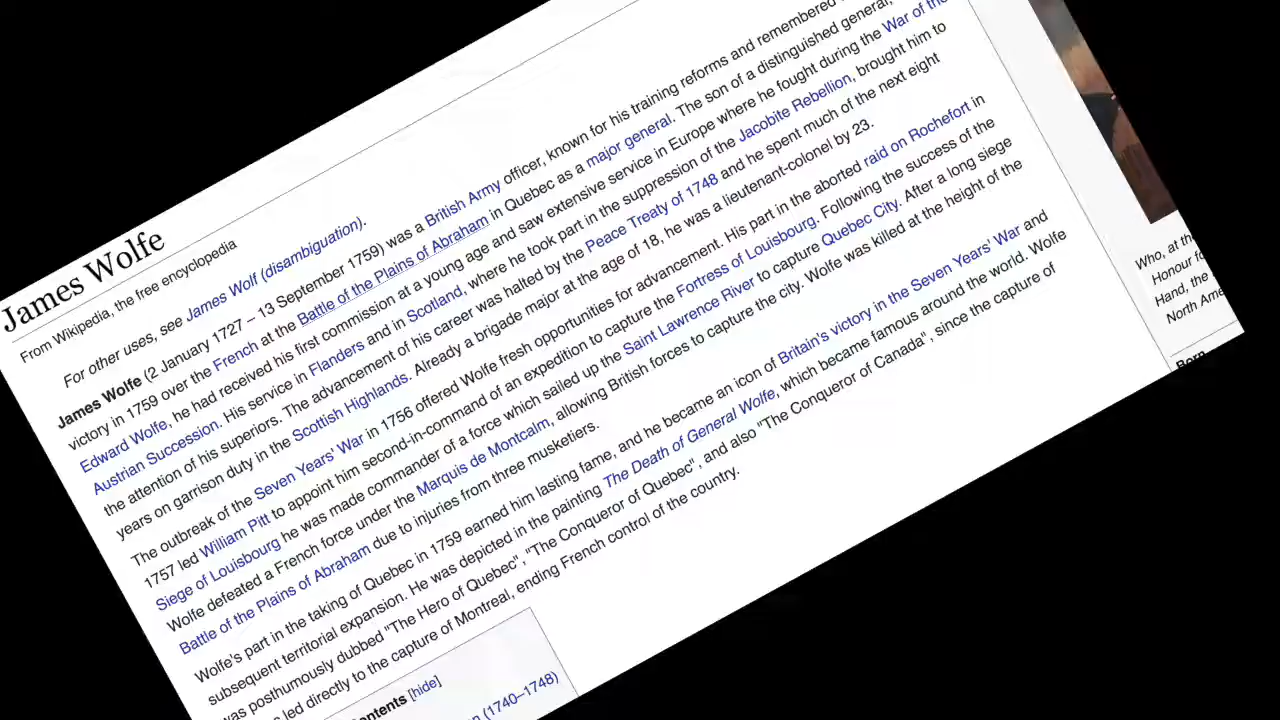 James Wolfe
From Wikipedia, the free encyclopedia
For other uses, see James Wolf (disambiguation).
James Wolfe (2 January 1727 – 13 September 1759) was a British Army officer, known for his training reforms and remembered
victory in 1759 over the French at the Battle of the Plains of Abraham in Quebec as a major general. The son of a distinguished general,
Edward Wolfe, he had received his first commission at a young age and saw extensive service in Europe where he fought during the War of the
Austrian Succession. His service in Flanders and in Scotland, where he took part in the suppression of the Jacobite Rebellion, brought him to
the attention of his superiors. The advancement of his career was halted by the Peace Treaty of 1748 and he spent much of the next eight
years on garrison duty in the Scottish Highlands. Already a brigade major at the age of 18, he was a lieutenant-colonel by 23.
The outbreak of the Seven Years' War in 1756 offered Wolfe fresh opportunities for advancement. His part in the aborted raid on Rochefort in
1757 led William Pitt to appoint him second-in-command of an expedition to capture the Fortress of Louisbourg. Following the success of the
Siege of Louisbourg he was made commander of a force which sailed up the Saint Lawrence River to capture Quebec City. After a long siege
Wolfe defeated a French force under the Marquis de Montcalm, allowing British forces to capture the city. Wolfe was killed at the height of the
Battle of the Plains of Abraham due to injuries from three musketiers.
Wolfe's part in the taking of Quebec in 1759 earned him lasting fame, and he became an icon of Britain's victory in the Seven Years' War and
subsequent territorial expansion. He was depicted in the painting The Death of General Wolfe, which became famous around the world. Wolfe
was posthumously dubbed "The Hero of Quebec", "The Conqueror of Quebec", and also "The Conqueror of Canada", since the capture of
led directly to the capture of Montreal, ending French control of the country.
[hide]
(1740–1748)
Who, at
Honour
Hand, the
North
Born